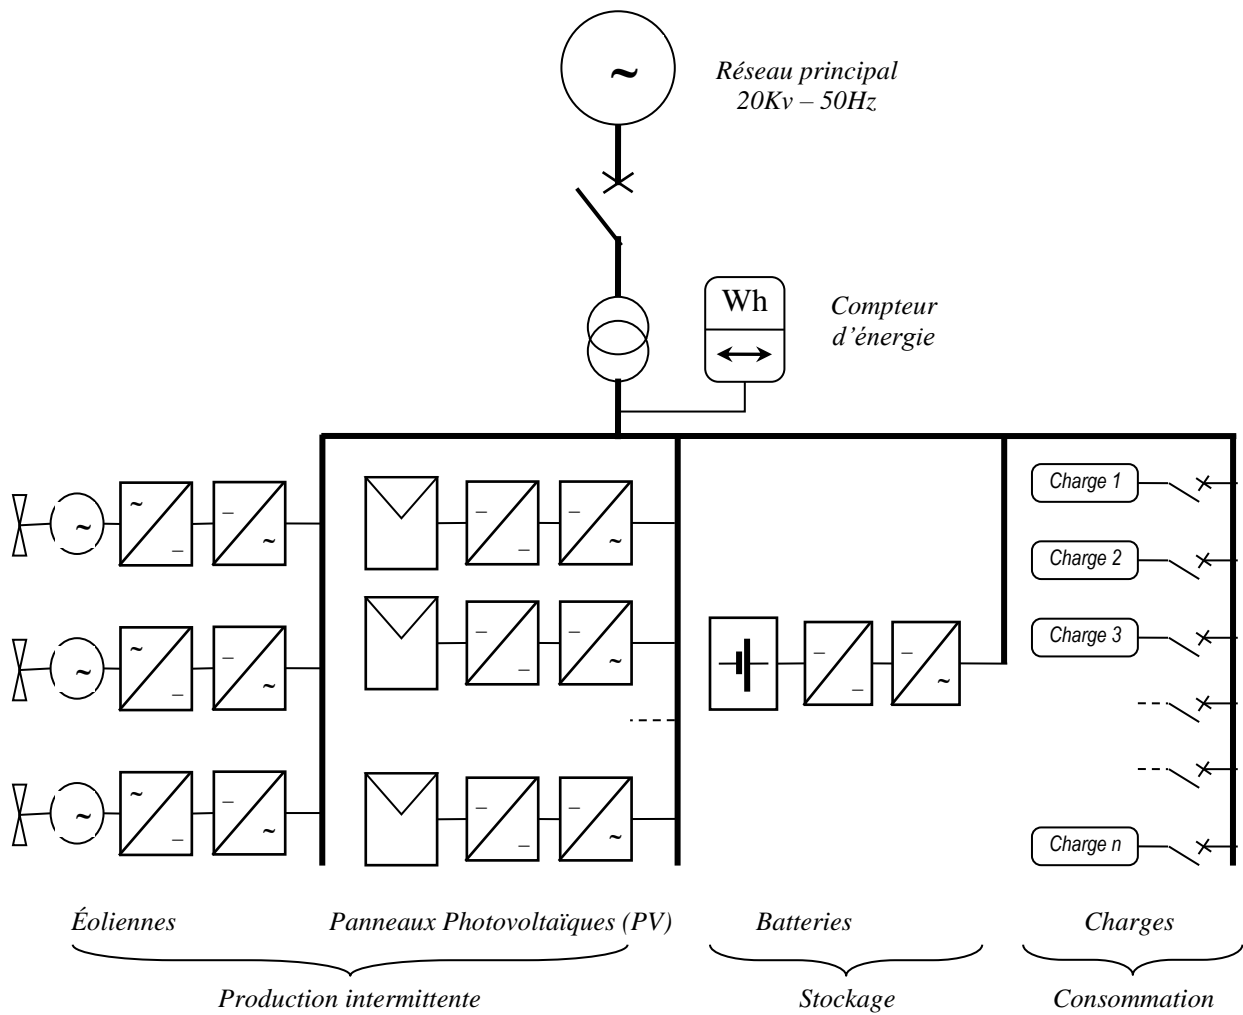 ~
Réseau principal
20Kv – 50Hz
Wh
Compteur
d’énergie
~
–
–
~
–
–
–
~
Charge 1
Charge 2
~
–
–
~
–
–
–
~
–
–
–
~
Charge 3
~
–
–
~
–
–
–
~
Charge n
Éoliennes
Panneaux Photovoltaïques (PV)
Batteries
Charges
Production intermittente
Stockage
Consommation